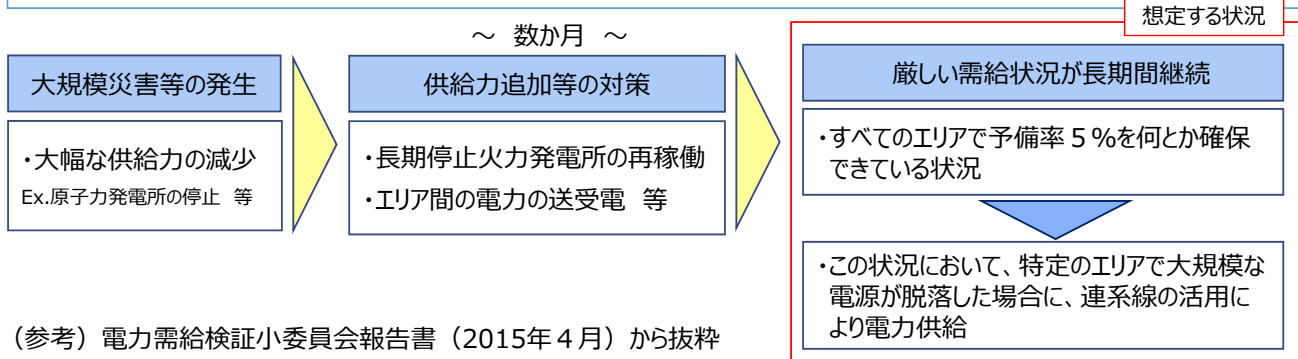 想定する状況
～ 数か月 ～
大規模災害等の発生
・大幅な供給力の減少
Ex.原子力発電所の停止 等
供給力追加等の対策
・長期停止火力発電所の再稼働
・エリア間の電力の送受電 等
厳しい需給状況が長期間継続
・すべてのエリアで予備率５%を何とか確保
できている状況
・この状況において、特定のエリアで大規模な
電源が脱落した場合に、連系線の活用に
より電力供給
（参考）電力需給検証小委員会報告書（2015年４月）から抜粋